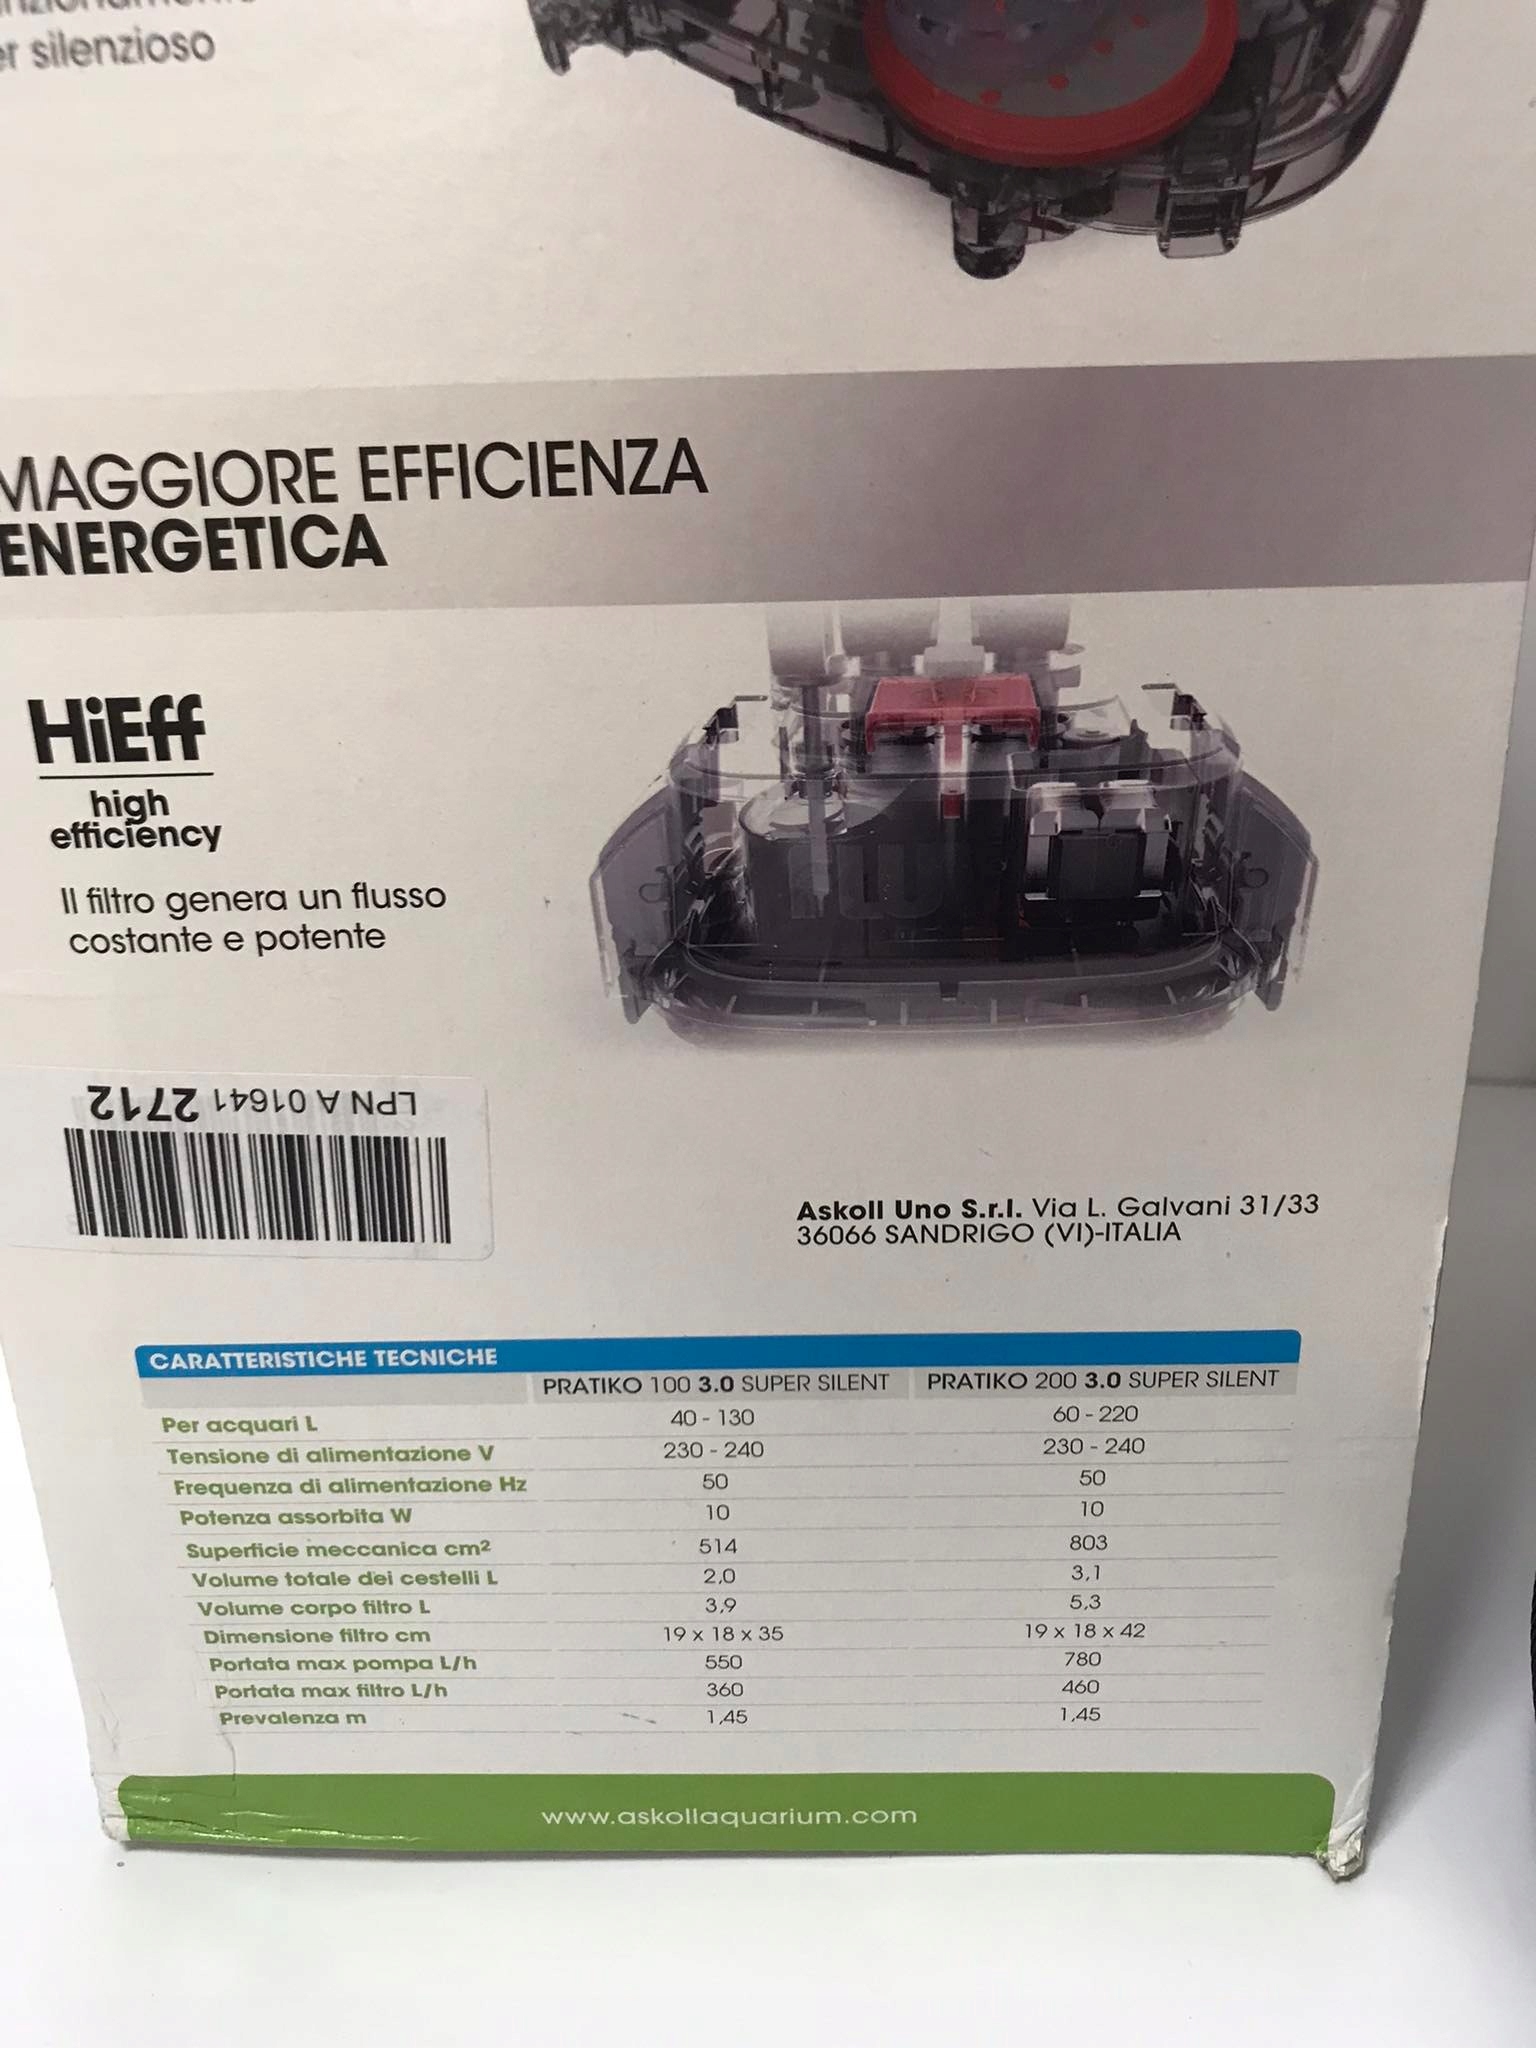 silenzioso
MAGGIORE EFFICIENZA
ENERGETICA
HiEff
high
efficiency
Il filtro genera un flusso
costante e potente
LPN A 01641 2712
Askoll Uno S.r.l. Via L. Galvani 31/33
36066 SANDRIGO (VI)-ITALIA
CARATTERISTICHE TECNICHE
PRATIKO 100 3.0 SUPER SILENT PRATIKO 200 3.0 SUPER SILENT
Per acquari L 40 - 130 60 - 220
Tensione di alimentazione V 230 - 240 230 - 240
Frequenza di alimentazione Hz 50 50
Potenza assorbita W 10 10
Superficie meccanica cm² 514 803
Volume totale dei cestelli L 2,0 3,1
Volume corpo filtro L 3,9 5,3
Dimensione filtro cm 19 x 18 x 35 19 x 18 x 42
Portata max pompa L/h 550 780
Portata max filtro L/h 360 460
Prevalenza m 1,45 1,45
www.askollaquarium.com